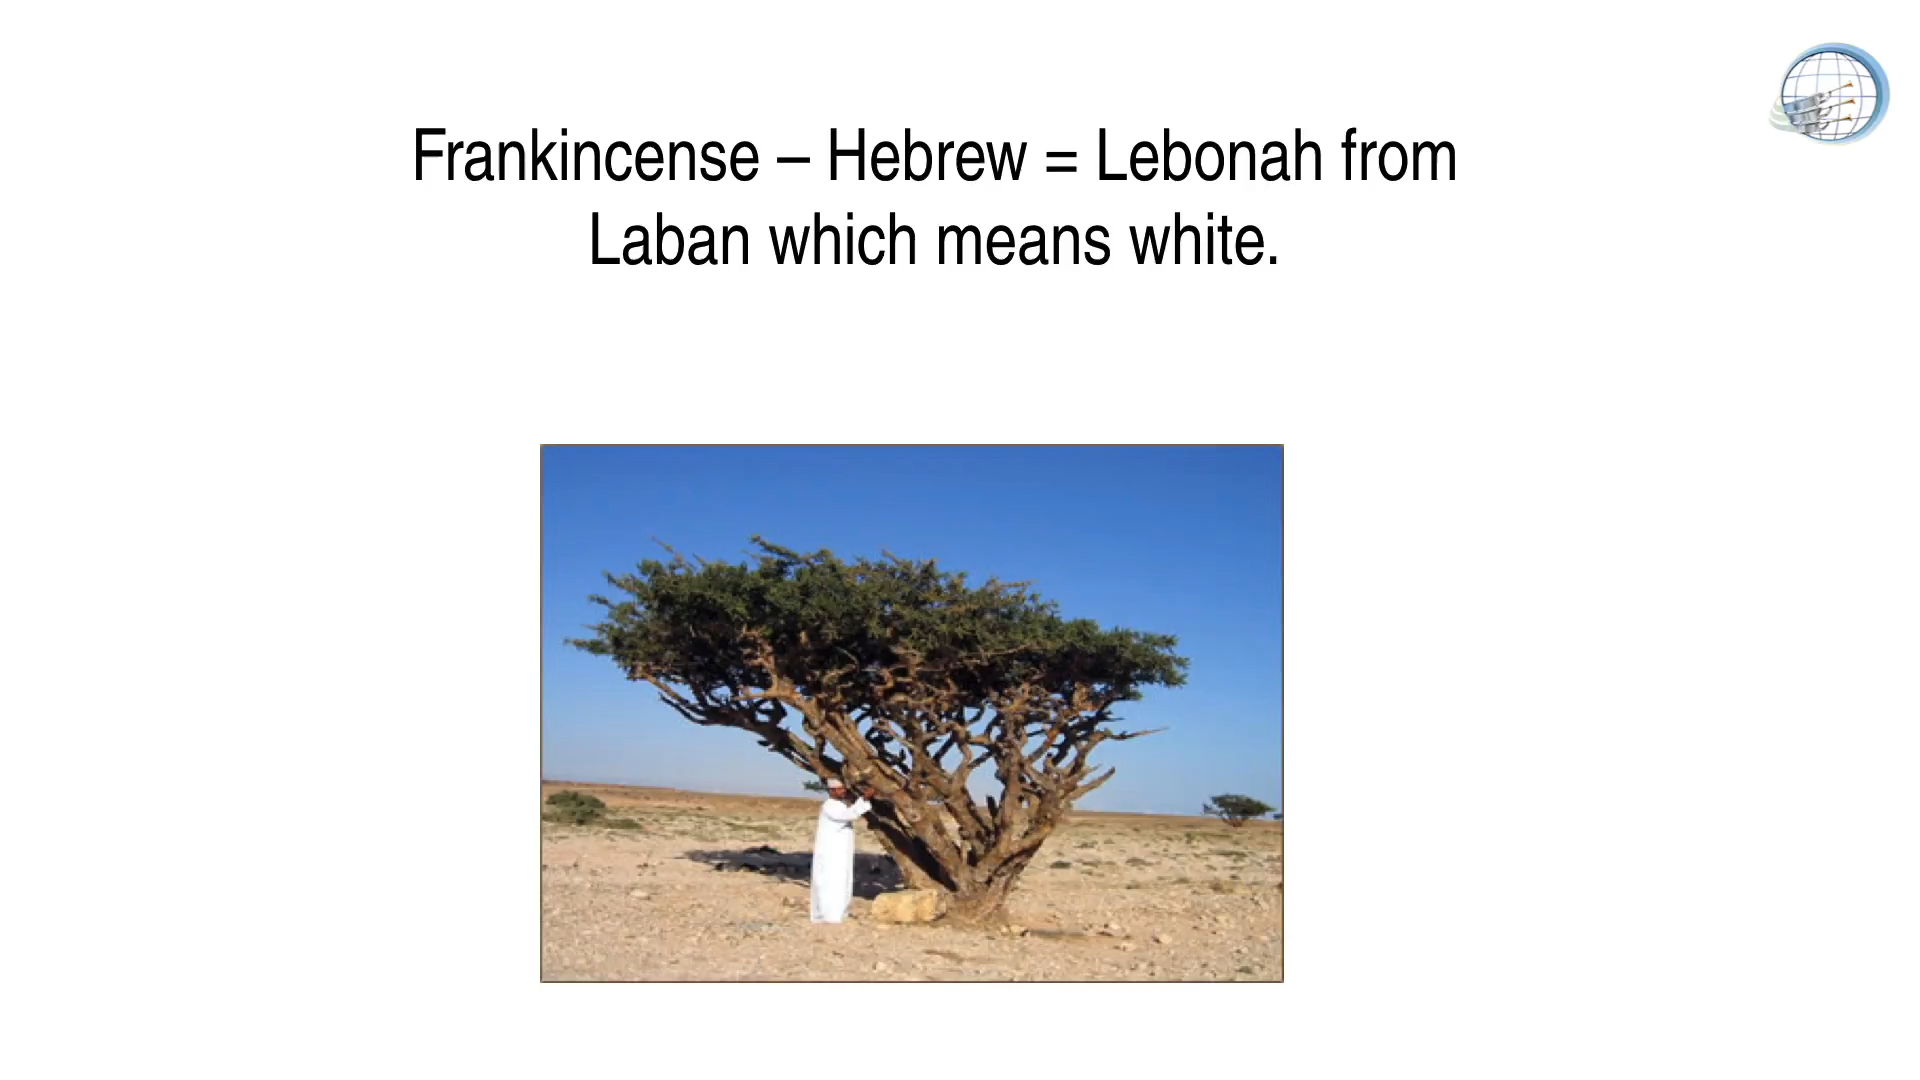 Frankincense – Hebrew = Lebonah from
Laban which means white.